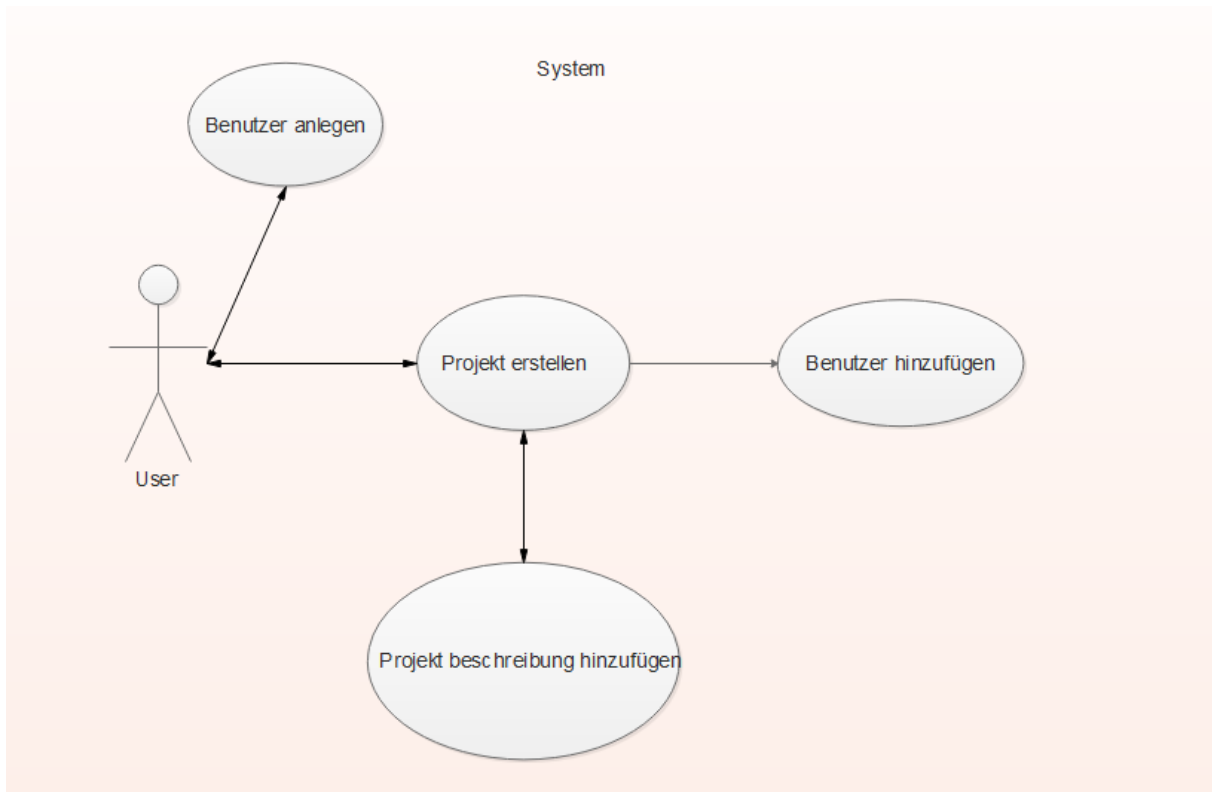 System
Benutzer anlegen
Projekt erstellen
Benutzer hinzufügen
User
Projekt beschreibung hinzufügen